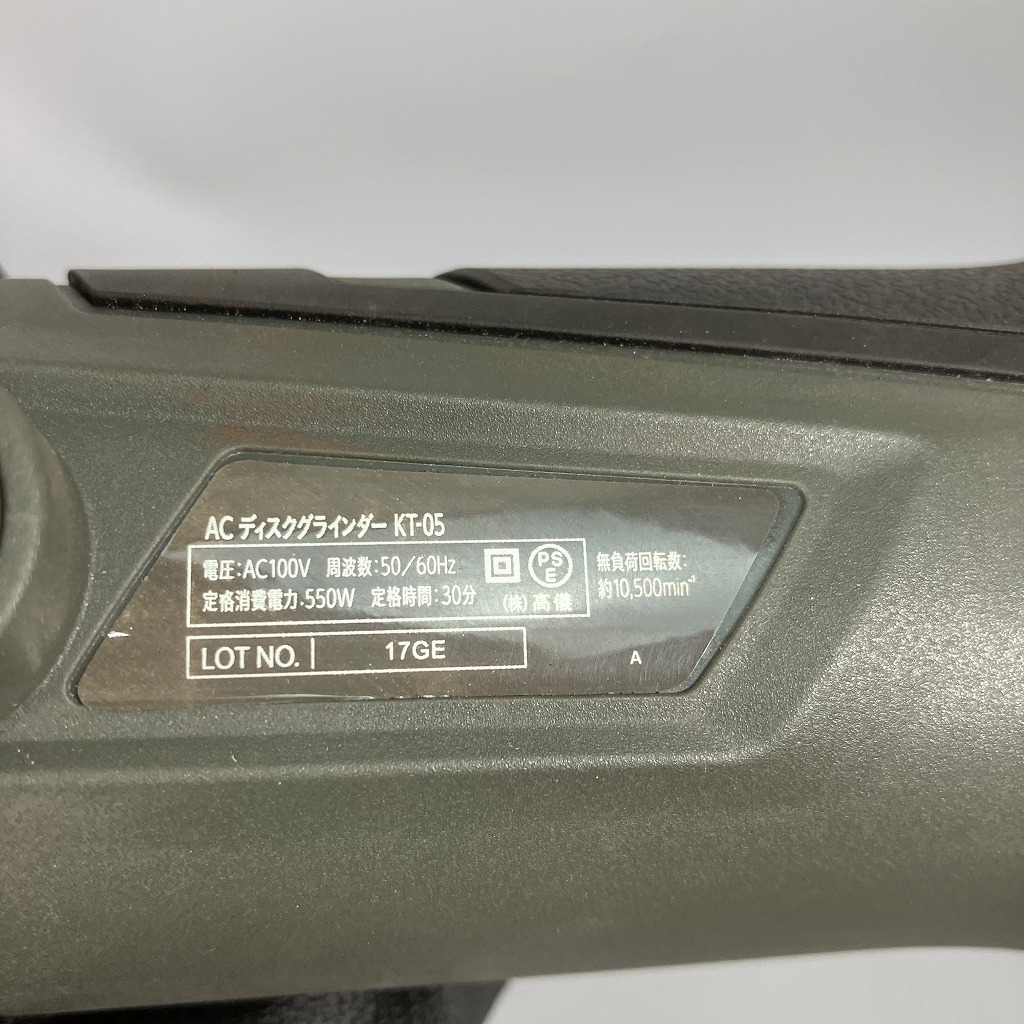 AC ディスクグラインダー KT-05
電圧:AC100V 周波数:50/60Hz
定格消費電力:550W 定格時間:30分
PS
E
(株)髙儀
無負荷回転数:
約10,500min⁻¹
LOT NO. 17GE
A